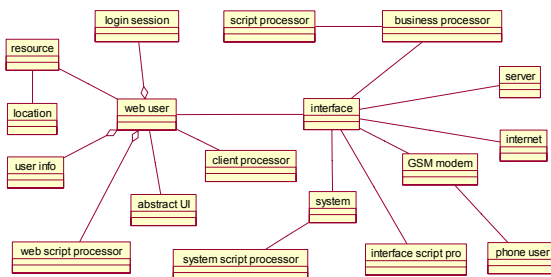 login session
script processor
business processor
resource
server
location
web user
interface
internet
user info
client processor
GSM modem
abstract UI
system
web script processor
system script processor
interface script pro
phone user